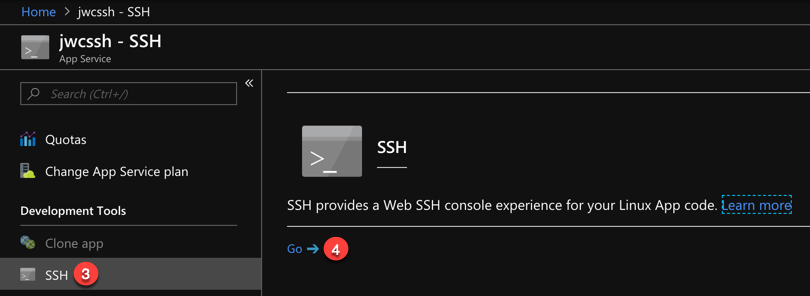 Home > jwcssh - SSH
jwcssh - SSH
App Service
Search (Ctrl+/)
«
Quotas
Change App Service plan
Development Tools
Clone app
SSH 3
>_ SSH
SSH provides a Web SSH console experience for your Linux App code. Learn more
Go → 4